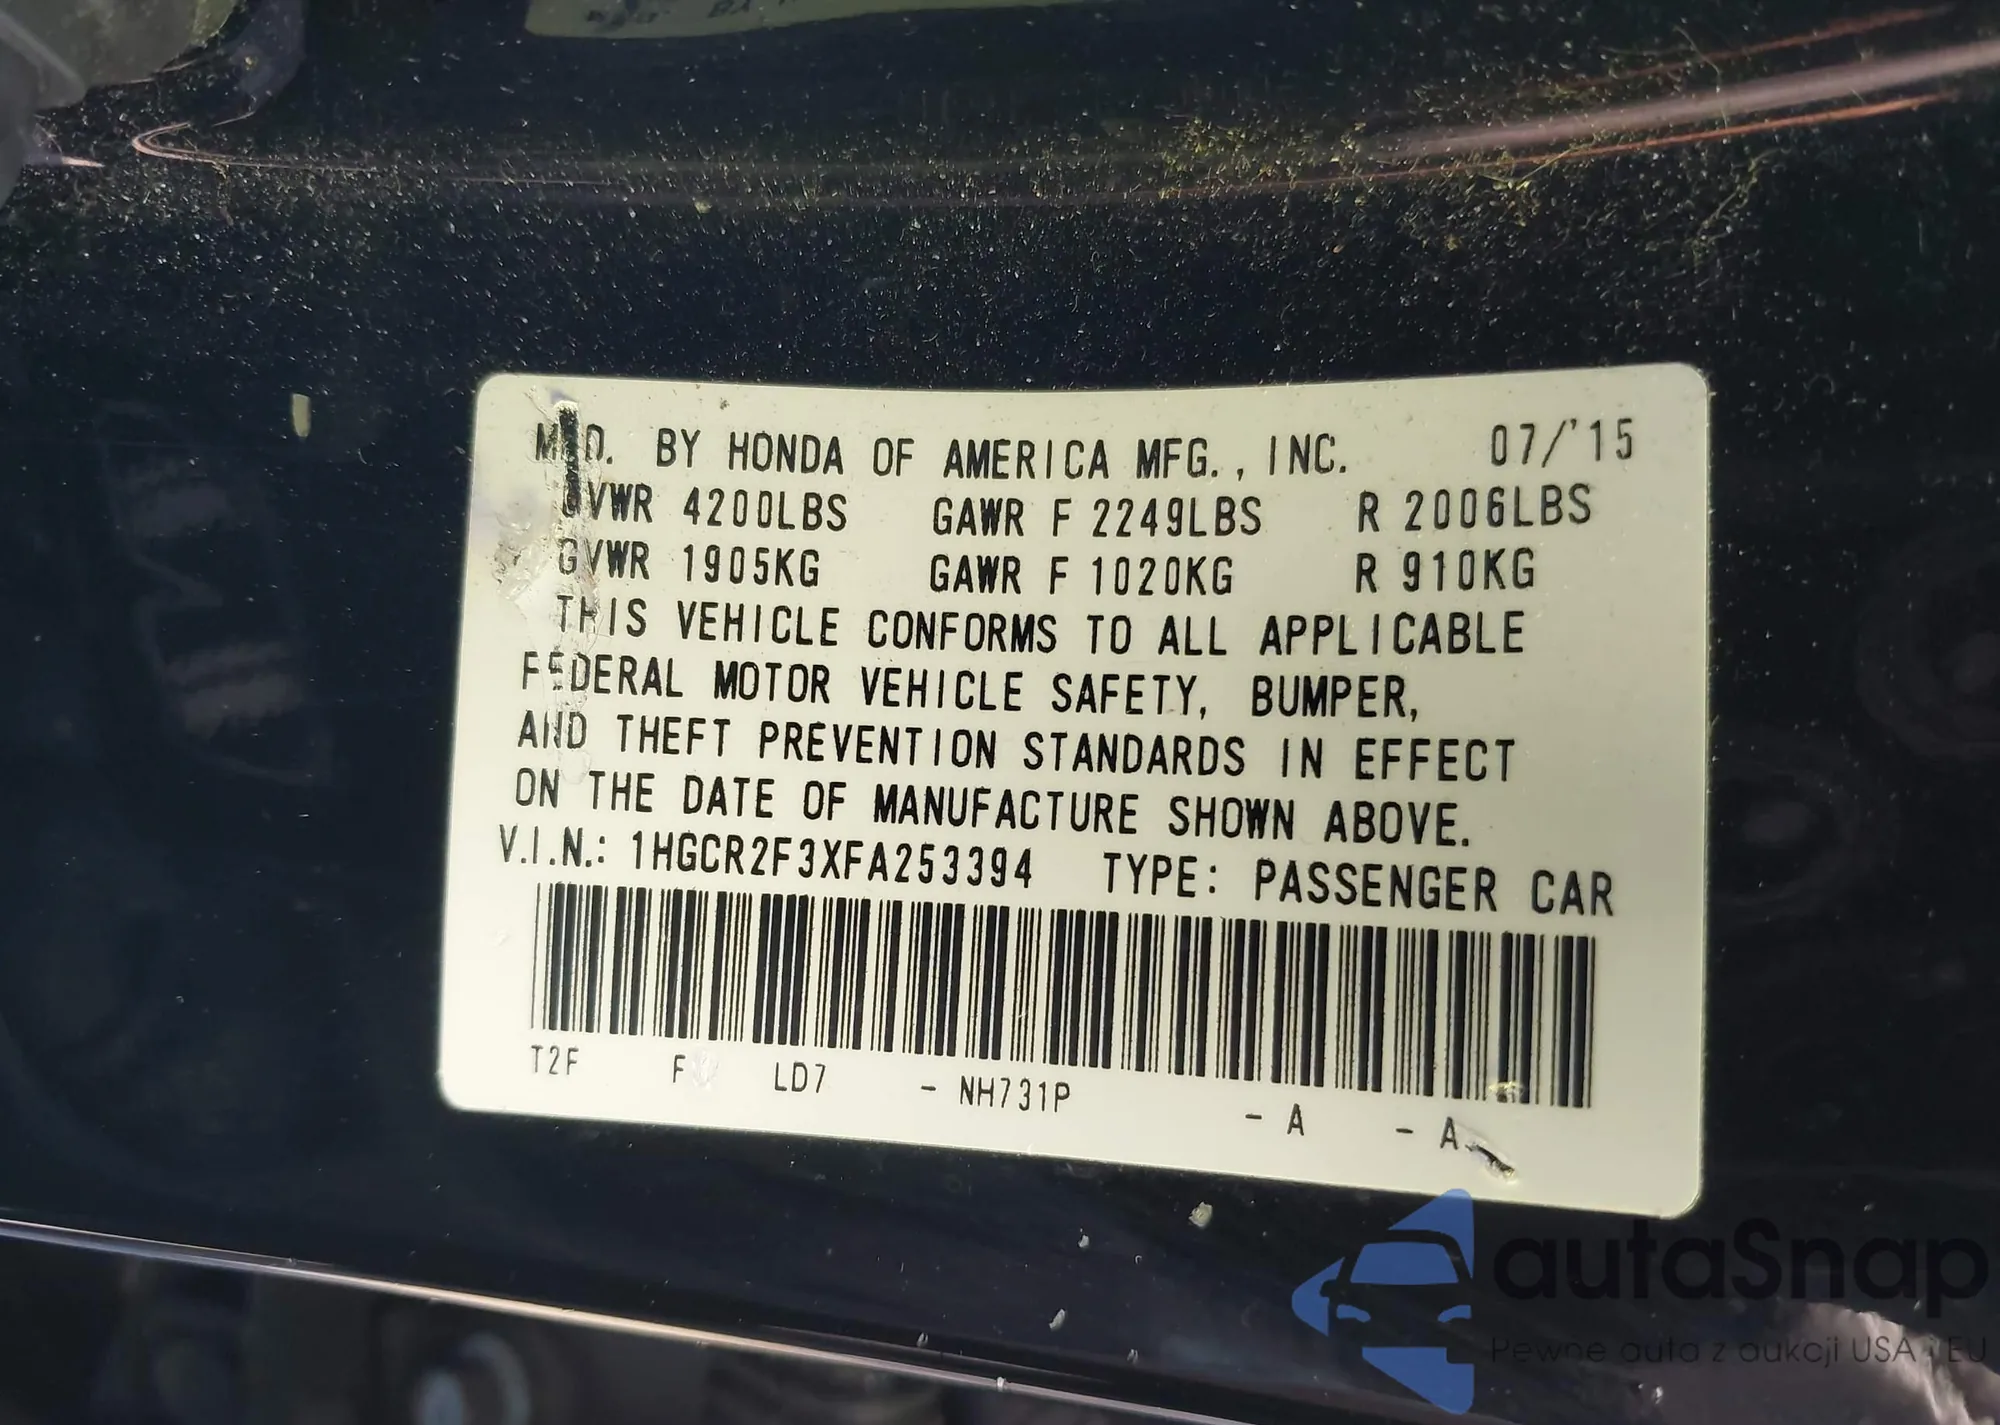 MFD. BY HONDA OF AMERICA MFG., INC. 07/'15
GVWR 4200LBS GAWR F 2249LBS R 2006LBS
GVWR 1905KG GAWR F 1020KG R 910KG
THIS VEHICLE CONFORMS TO ALL APPLICABLE
FEDERAL MOTOR VEHICLE SAFETY, BUMPER,
AND THEFT PREVENTION STANDARDS IN EFFECT
ON THE DATE OF MANUFACTURE SHOWN ABOVE.
V.I.N.: 1HGCR2F3XFA253394 TYPE: PASSENGER CAR
T2F F LD7 - NH731P - A - A
autaSnap
Pewne auta z aukcji USA i EU